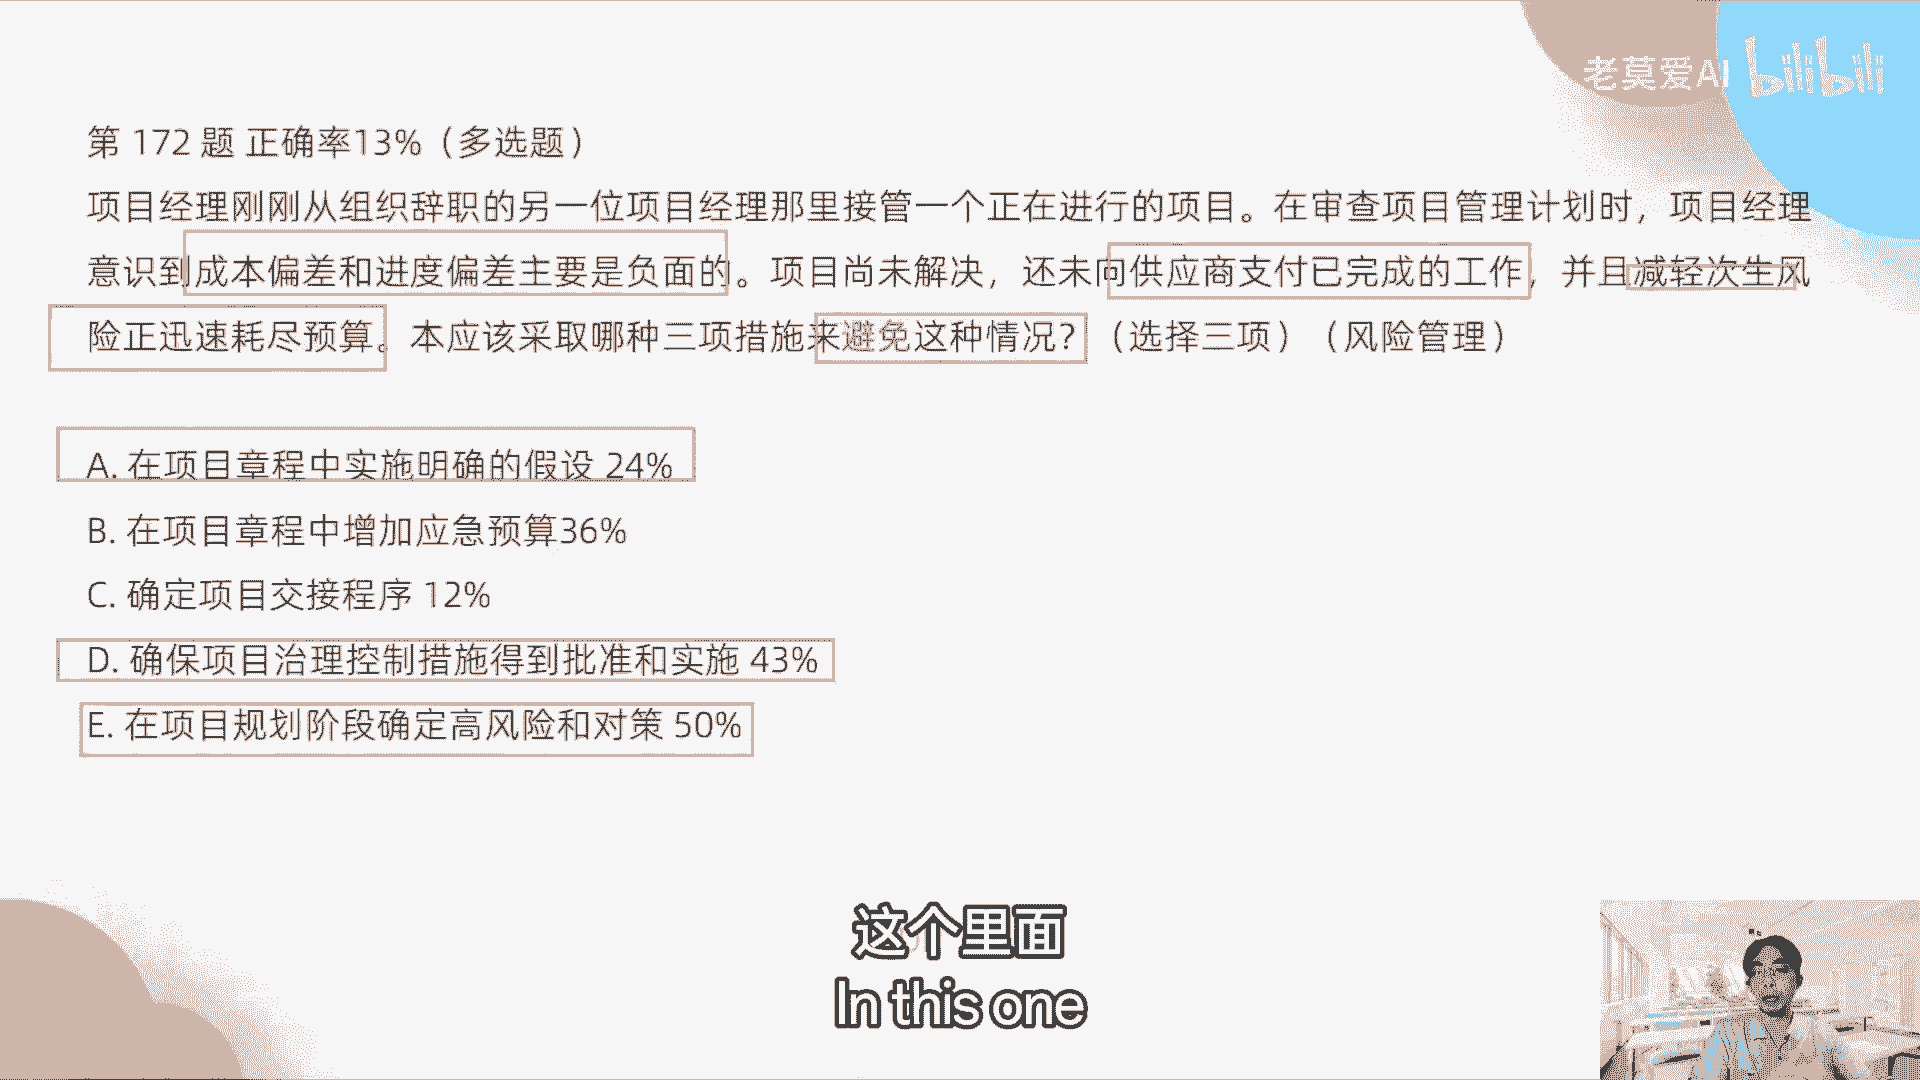 老莫爱AI bilibili
第 172 题 正确率13%（多选题）
项目经理刚刚从组织辞职的另一位项目经理那里接管一个正在进行的项目。在审查项目管理计划时，项目经理
意识到成本偏差和进度偏差主要是负面的。项目尚未解决，还未向供应商支付已完成的工作，并且减轻次生风
险正迅速耗尽预算。本应该采取哪种三项措施来避免这种情况？（选择三项）（风险管理）
A. 在项目章程中实施明确的假设 24%
B. 在项目章程中增加应急预算36%
C. 确定项目交接程序 12%
D. 确保项目治理控制措施得到批准和实施 43%
E. 在项目规划阶段确定高风险和对策 50%
这个里面
In this one